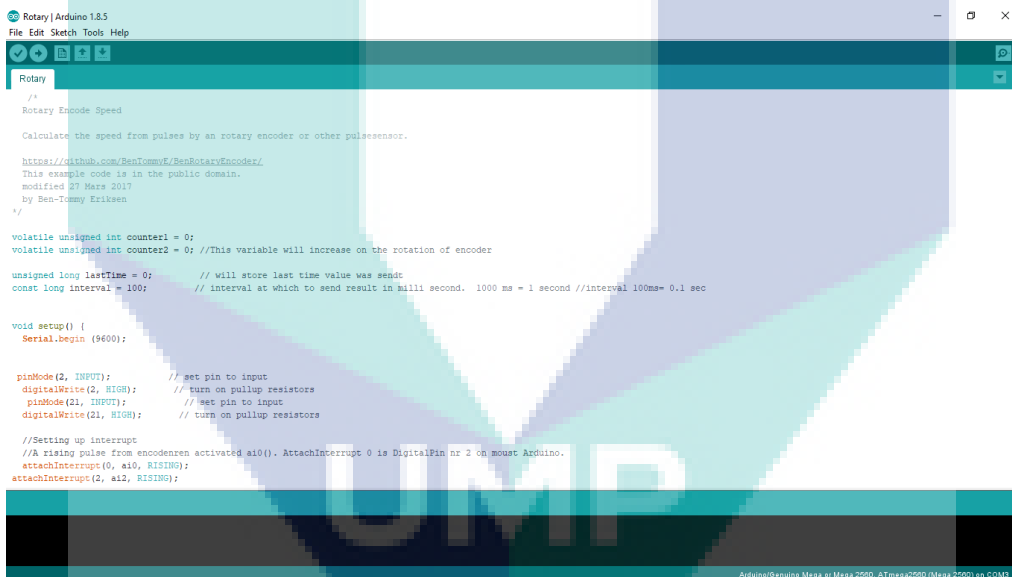 Rotary | Arduino 1.8.5
File Edit Sketch Tools Help
Rotary
/*
Rotary Encode Speed
Calculate the speed from pulses by an rotary encoder or other pulsesensor.
https://github.com/BenTommyE/BenRotaryEncoder/
This example code is in the public domain.
modified 27 Mars 2017
by Ben-Tommy Eriksen
*/
volatile unsigned int counter1 = 0;
volatile unsigned int counter2 = 0; //This variable will increase on the rotation of encoder
unsigned long lastTime = 0; // will store last time value was sendt
const long interval = 100; // interval at which to send result in milli second. 1000 ms = 1 second //interval 100ms= 0.1 sec
void setup() {
Serial.begin (9600);
pinMode(2, INPUT); // set pin to input
digitalWrite(2, HIGH); // turn on pullup resistors
pinMode(21, INPUT); // set pin to input
digitalWrite(21, HIGH); // turn on pullup resistors
//Setting up interrupt
//A rising pulse from encodenren activated ai0(). AttachInterrupt 0 is DigitalPin nr 2 on moust Arduino.
attachInterrupt(0, ai0, RISING);
attachInterrupt(2, ai2, RISING);
UMP
Arduino/Genuino Mega or Mega 2560, ATmega2560 (Mega 2560) on COM3